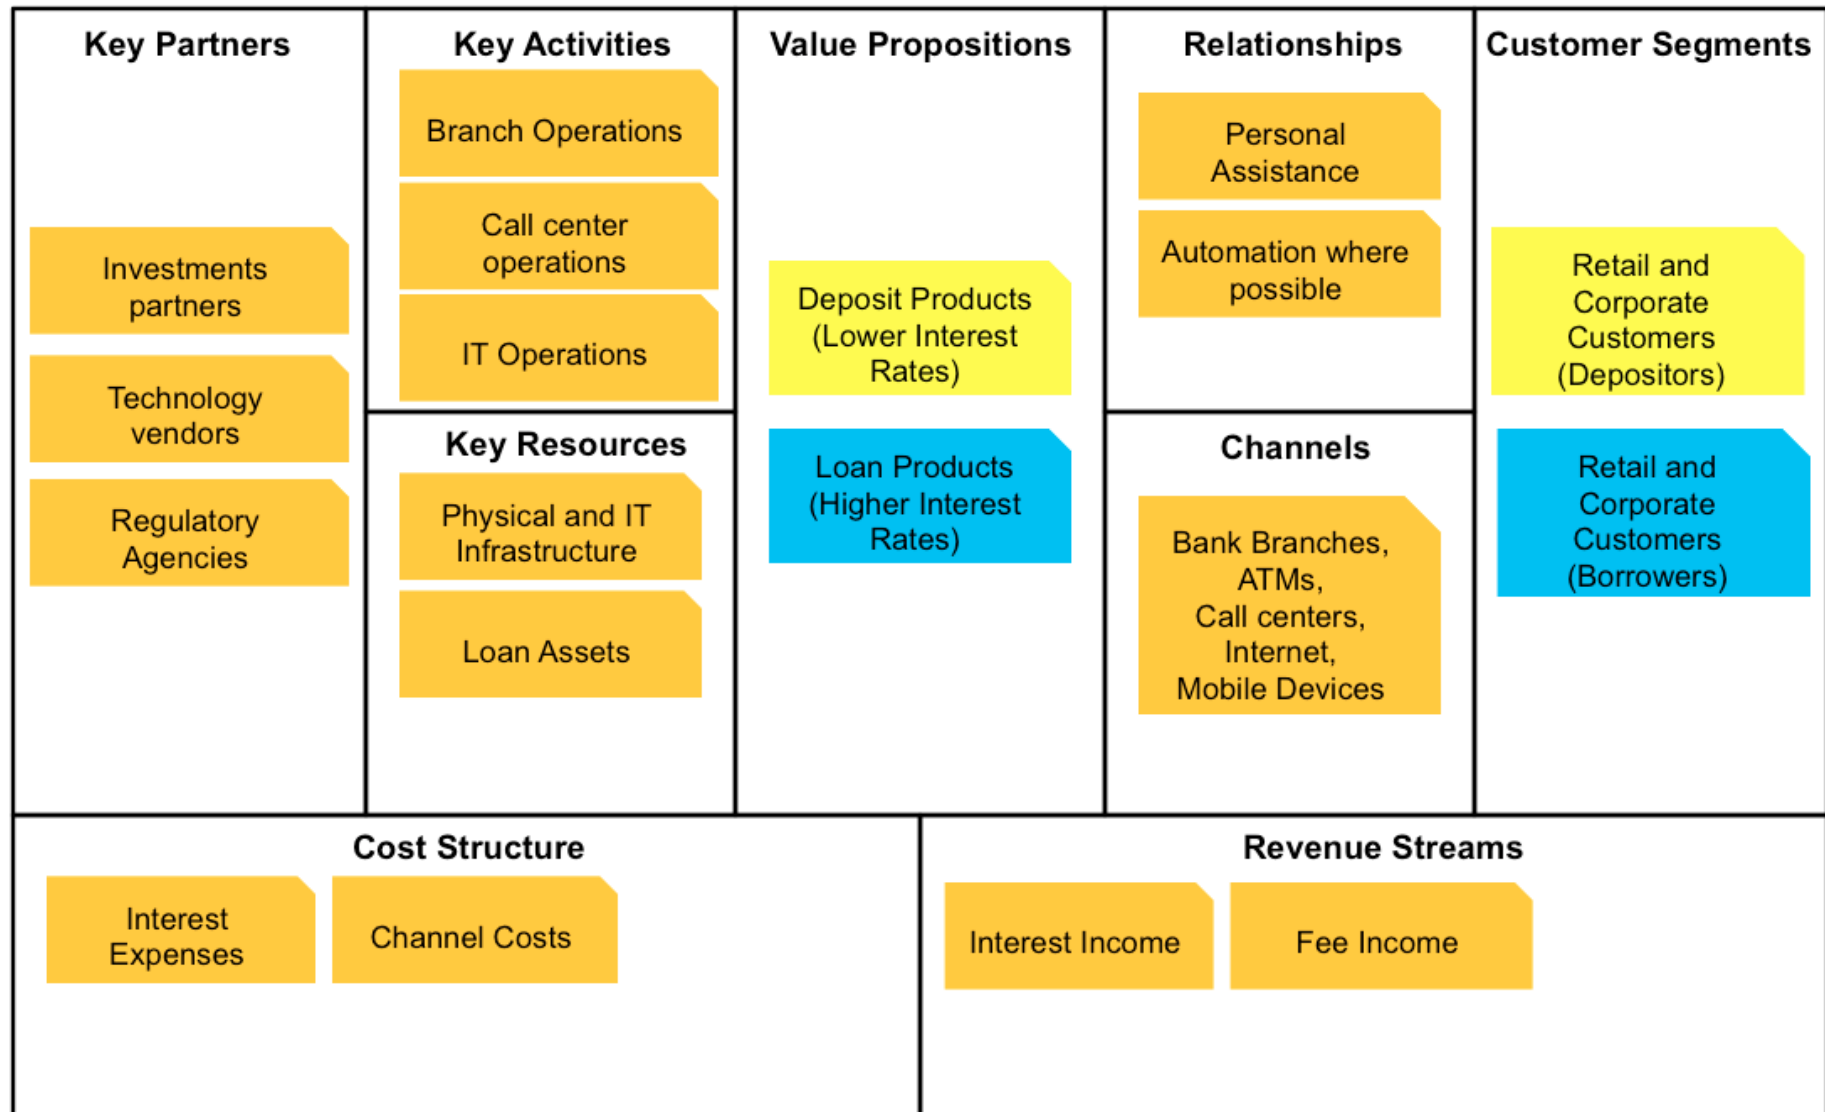 Key Partners
Investments
partners
Technology
vendors
Regulatory
Agencies
Key Activities
Branch Operations
Call center
operations
IT Operations
Key Resources
Physical and IT
Infrastructure
Loan Assets
Value Propositions
Deposit Products
(Lower Interest
Rates)
Loan Products
(Higher Interest
Rates)
Relationships
Personal
Assistance
Automation where
possible
Channels
Bank Branches,
ATMs,
Call centers,
Internet,
Mobile Devices
Customer Segments
Retail and
Corporate
Customers
(Depositors)
Retail and
Corporate
Customers
(Borrowers)
Cost Structure
Interest
Expenses
Channel Costs
Revenue Streams
Interest Income
Fee Income